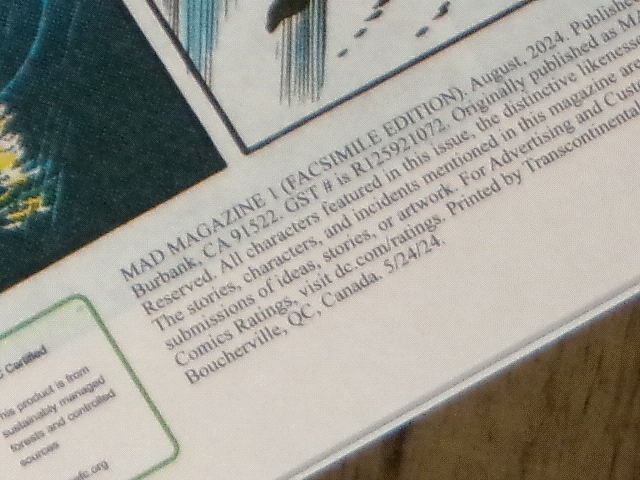 MAD MAGAZINE 1 (FACSIMILE EDITION), August, 2024. Publishe
Burbank, CA 91522. GST # is R125921072. Originally published as M
Reserved. All characters featured in this issue, the distinctive likenesse
The stories, characters, and incidents mentioned in this magazine are
submissions of ideas, stories, or artwork. For Advertising and Cust
Comics Ratings, visit dc.com/ratings. Printed by Transcontinental
Boucherville, QC, Canada. 5/24/24.
Certified
his product is from
sustainably managed
forests and controlled
sources